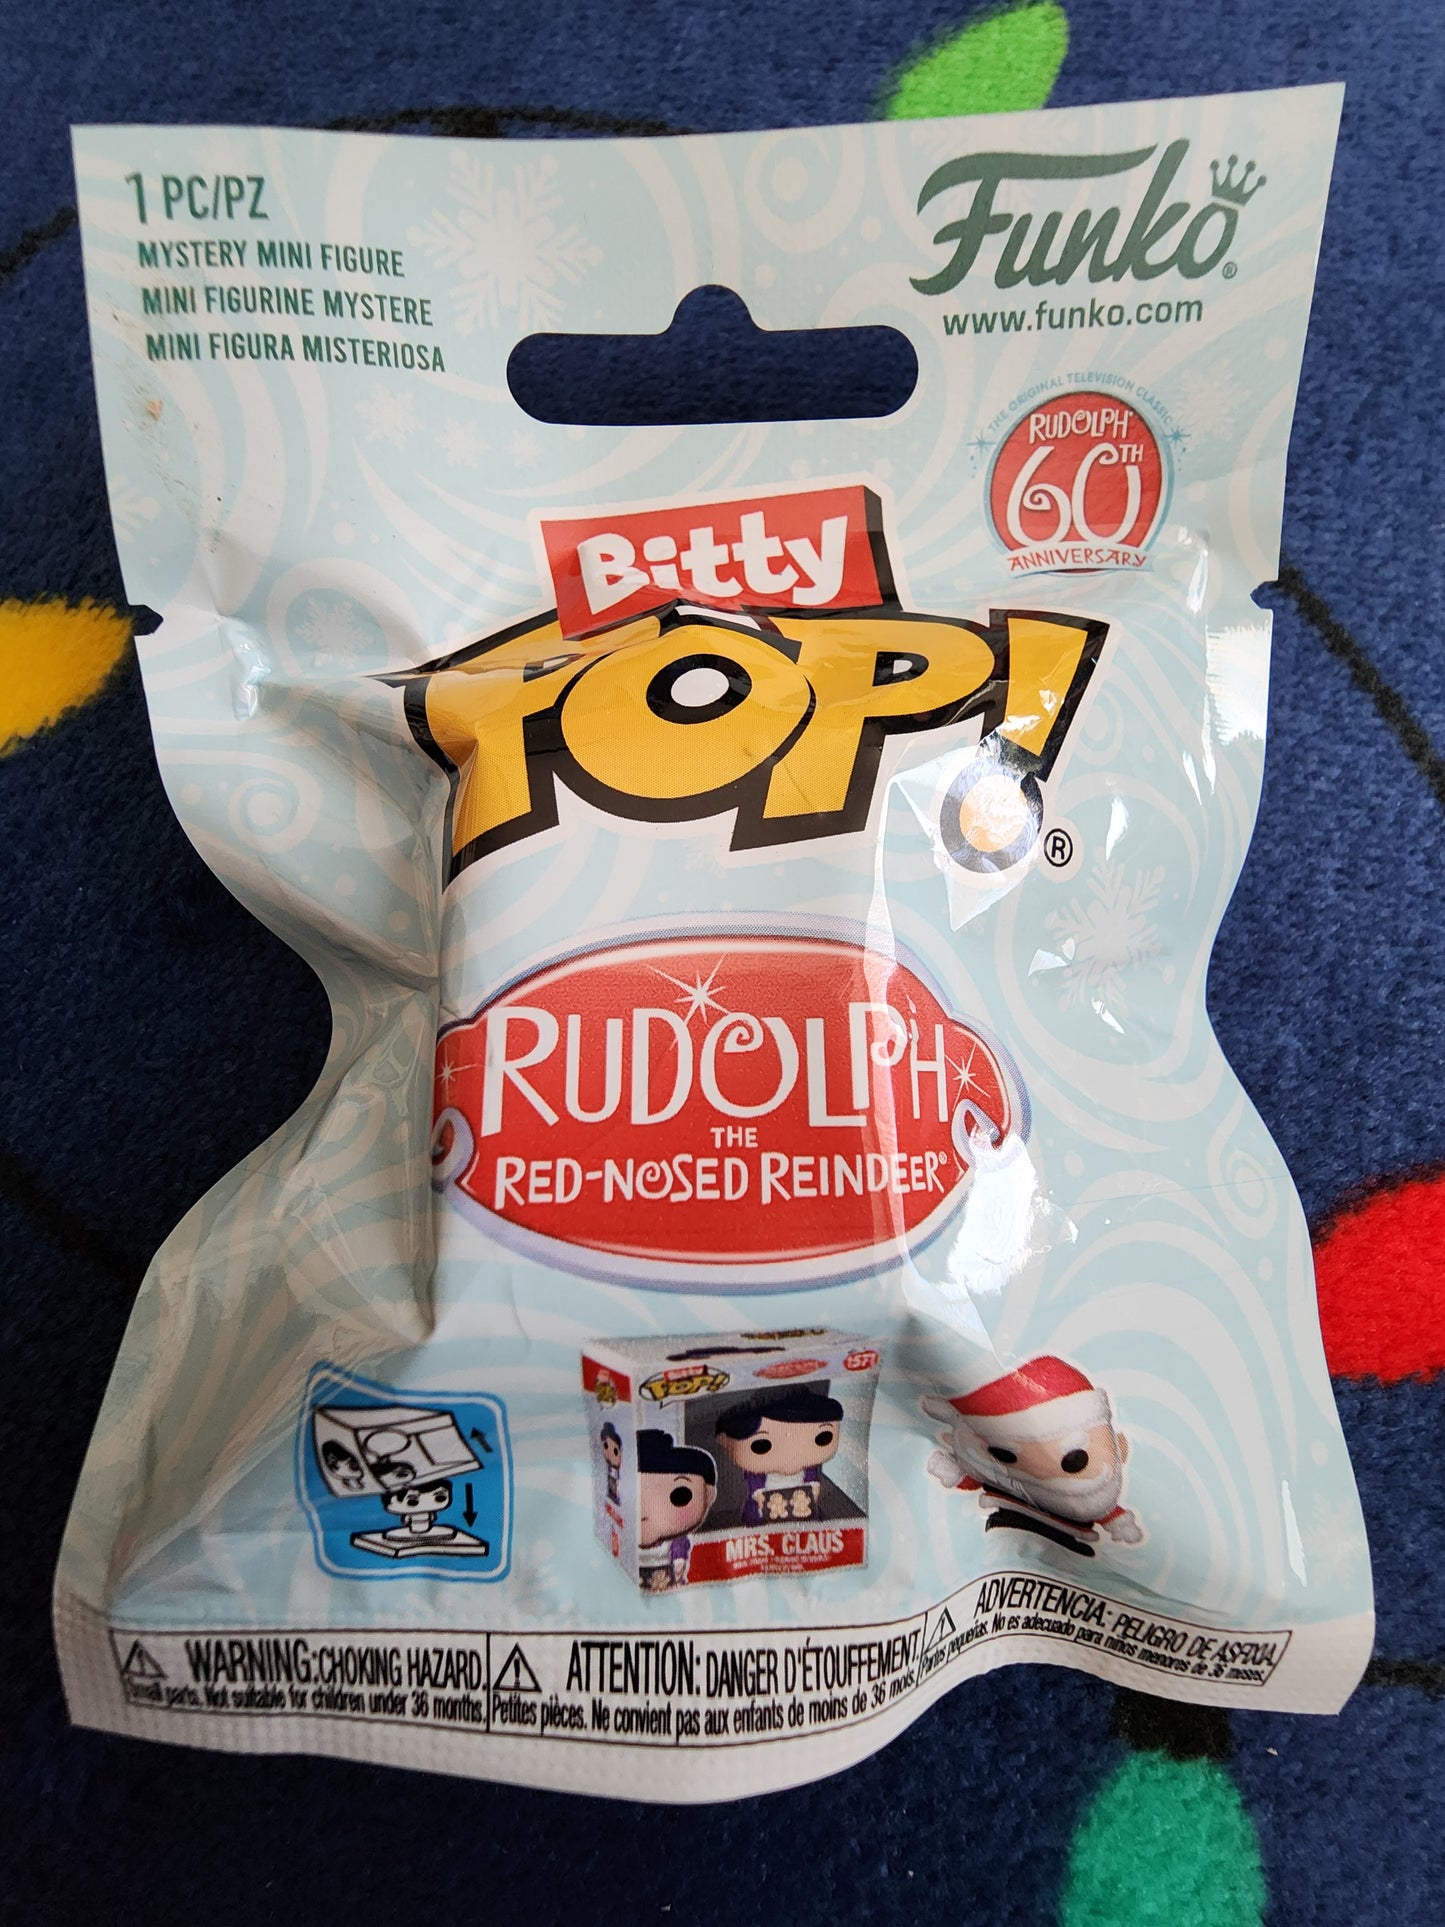 1 PC/PZ
MYSTERY MINI FIGURE
MINI FIGURINE MYSTERE
MINI FIGURA MISTERIOSA
Funko®
www.funko.com
THE ORIGINAL TELEVISION CLASSIC
RUDOLPH
60TH
ANNIVERSARY
Bitty
POP!®
RUDOLPH
THE
RED-NOSED REINDEER®
Bitty
POP!
1571
MRS. CLAUS
WARNING: CHOKING HAZARD.
Small parts. Not suitable for children under 36 months.
ATTENTION: DANGER D'ÉTOUFFEMENT.
Petites pièces. Ne convient pas aux enfants de moins de 36 mois.
ADVERTENCIA: PELIGRO DE ASFIXIA.
Partes pequeñas. No es adecuado para niños menores de 36 meses.